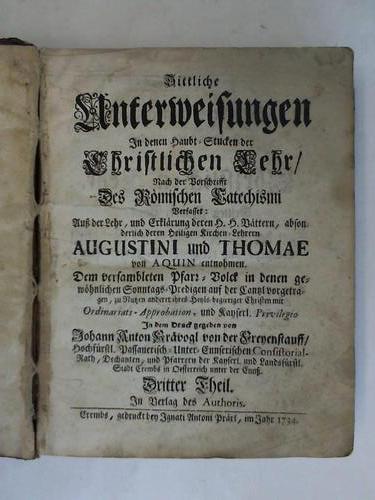 Sittliche
Unterweisungen
In denen Haubt-Stucken der
Christlichen Lehr/
Nach der Vorschrifft
Des Römischen Catechismi
Verfasset:
Auß der Lehr, und Erklärung deren H. H. Vättern, abson
derlich deren Heiligen Kirchen-Lehrern
AUGUSTINI und THOMAE
von AQUIN entnohmen.
Dem versambleten Pfarr-Volck in denen ge-
wöhnlichen Sonntags-Predigen auf der Cantzl vorgetra-
gen, zu Nutzen anderer ihres Heyls begieriger Christen mit
Ordinariats-Approbation, und Kayserl. Privilegio
In dem Druck gegeben von
Johann Anton Krävogl von der Freyenstauff/
Hochfürstl. Passauerisch-Unter-Ennserischen Consistorial-
Rath, Dechanten, und Pfarrern der Kayserl. und Landsfürstl.
Stadt Crembs in Oesterreich unter der Ennß.
Dritter Theil.
In Verlag des Authoris.
Crembs, gedruckt bey Ignati Antoni Präxl, im Jahr 1734.